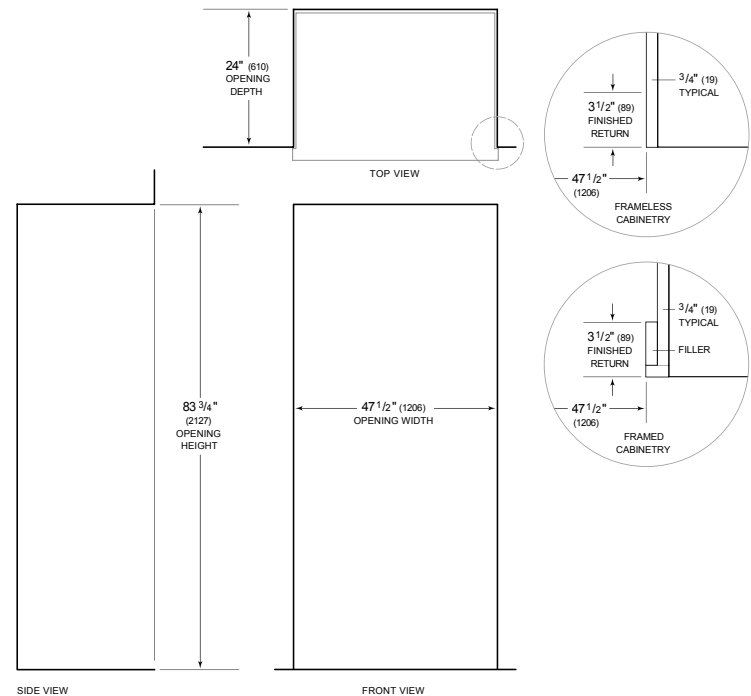 24" (610)
OPENING
DEPTH
TOP VIEW
3/4" (19)
TYPICAL
3 1/2" (89)
FINISHED
RETURN
47 1/2"
(1206)
FRAMELESS
CABINETRY
3/4" (19)
TYPICAL
3 1/2" (89)
FINISHED
RETURN
FILLER
47 1/2"
(1206)
FRAMED
CABINETRY
83 3/4"
(2127)
OPENING
HEIGHT
47 1/2" (1206)
OPENING WIDTH
SIDE VIEW
FRONT VIEW